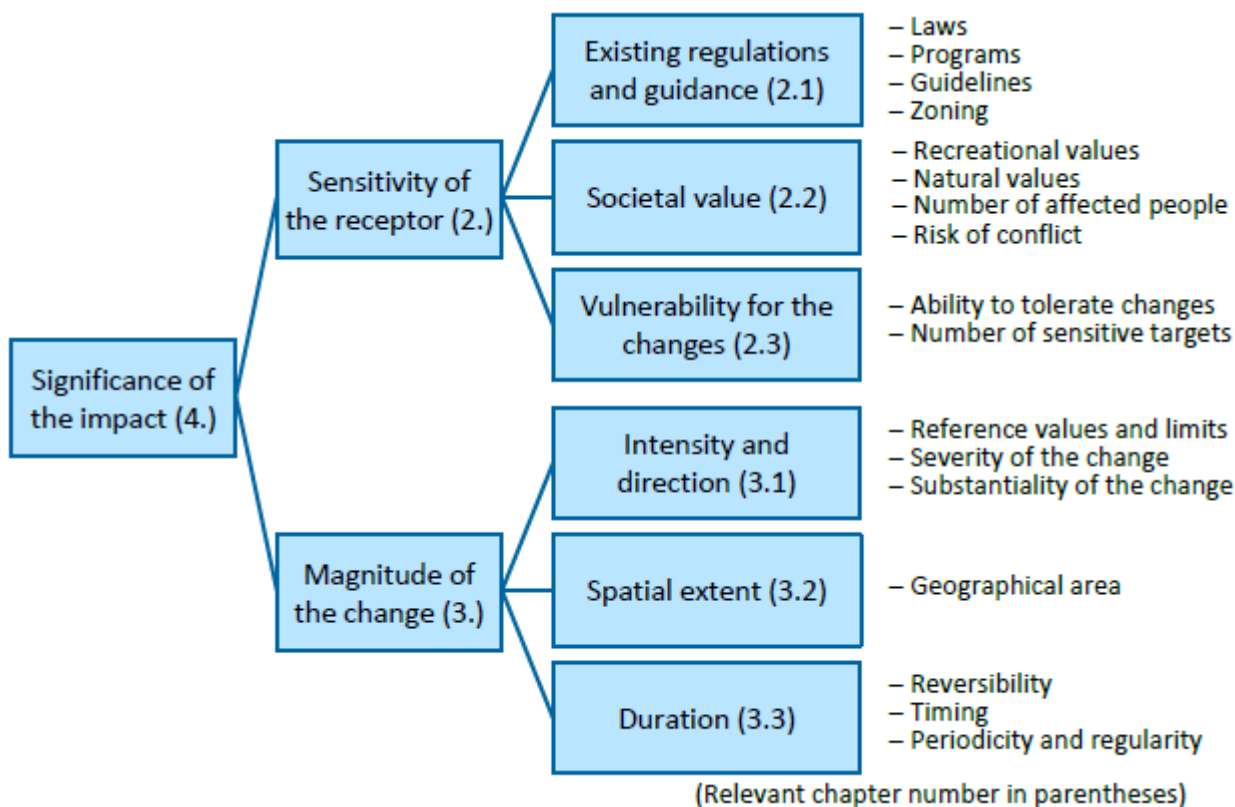 Existing regulations
and guidance (2.1)
– Laws
– Programs
– Guidelines
– Zoning
Sensitivity of
the receptor (2.)
Societal value (2.2)
– Recreational values
– Natural values
– Number of affected people
– Risk of conflict
Vulnerability for the
changes (2.3)
– Ability to tolerate changes
– Number of sensitive targets
Significance of
the impact (4.)
Intensity and
direction (3.1)
– Reference values and limits
– Severity of the change
– Substantiality of the change
Magnitude of
the change (3.)
Spatial extent (3.2)
– Geographical area
Duration (3.3)
– Reversibility
– Timing
– Periodicity and regularity
(Relevant chapter number in parentheses)